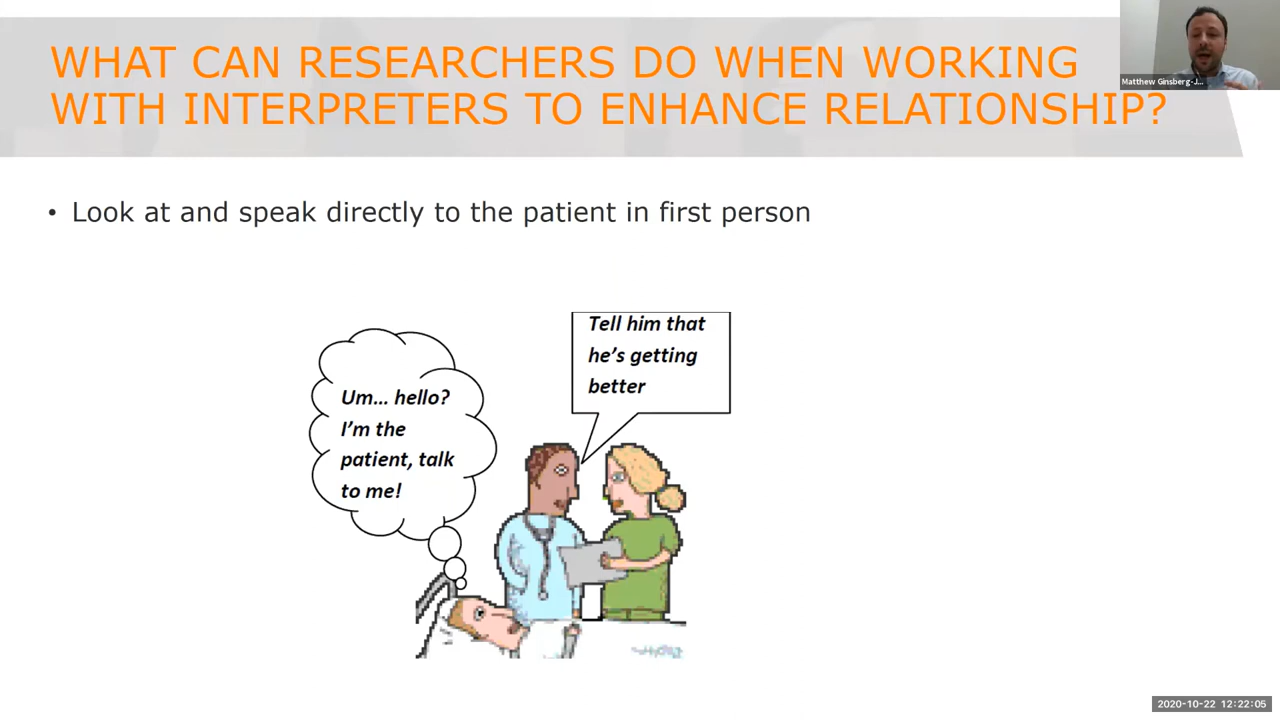 WHAT CAN RESEARCHERS DO WHEN WORKING
WITH INTERPRETERS TO ENHANCE RELATIONSHIP?
Matthew Ginsberg-J...
• Look at and speak directly to the patient in first person
Tell him that
he's getting
better
Um... hello?
I'm the
patient, talk
to me!
2020-10-22 12:22:05